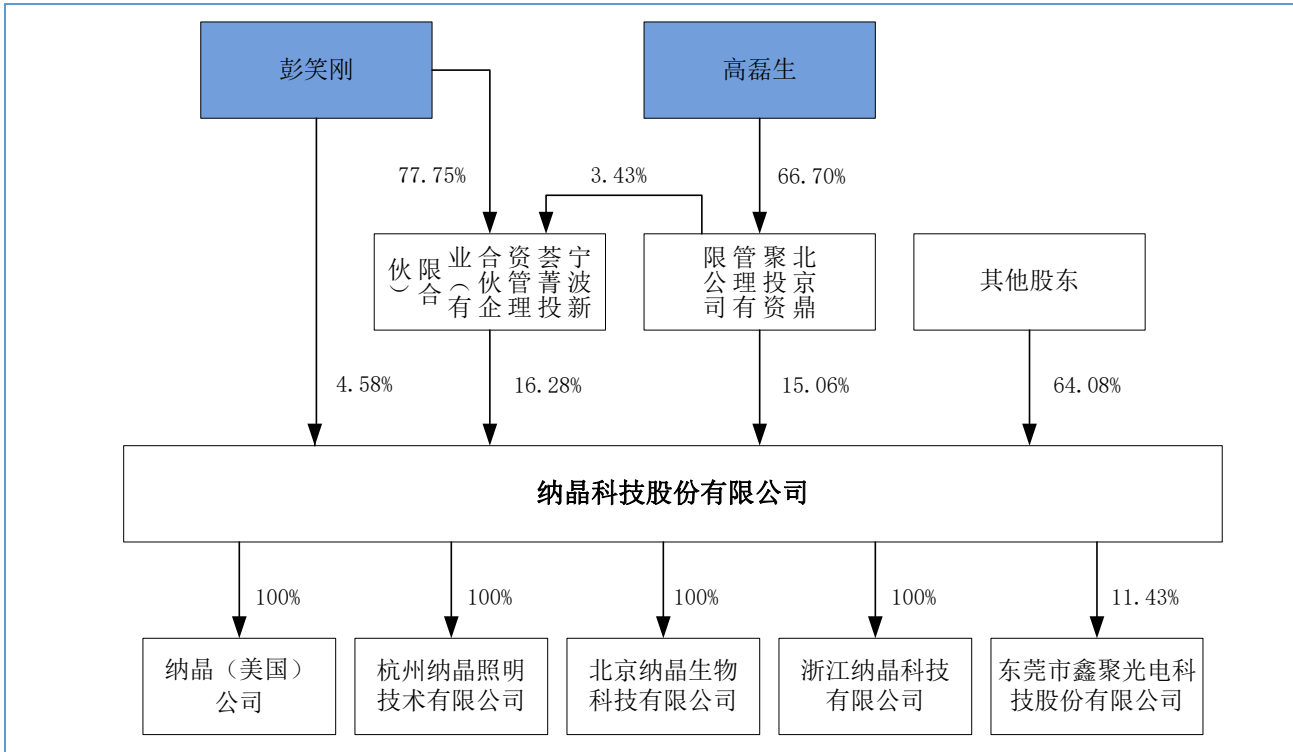 彭笑刚
高磊生
77.75%
3.43%
66.70%
宁波新
荟菁投
资管理
合伙企
业（有
限合
伙）
北京鼎
聚投资
管理有
限公司
其他股东
4.58%
16.28%
15.06%
64.08%
纳晶科技股份有限公司
100%
100%
100%
100%
11.43%
纳晶（美国）
公司
杭州纳晶照明
技术有限公司
北京纳晶生物
科技有限公司
浙江纳晶科技
有限公司
东莞市鑫聚光电科
技股份有限公司